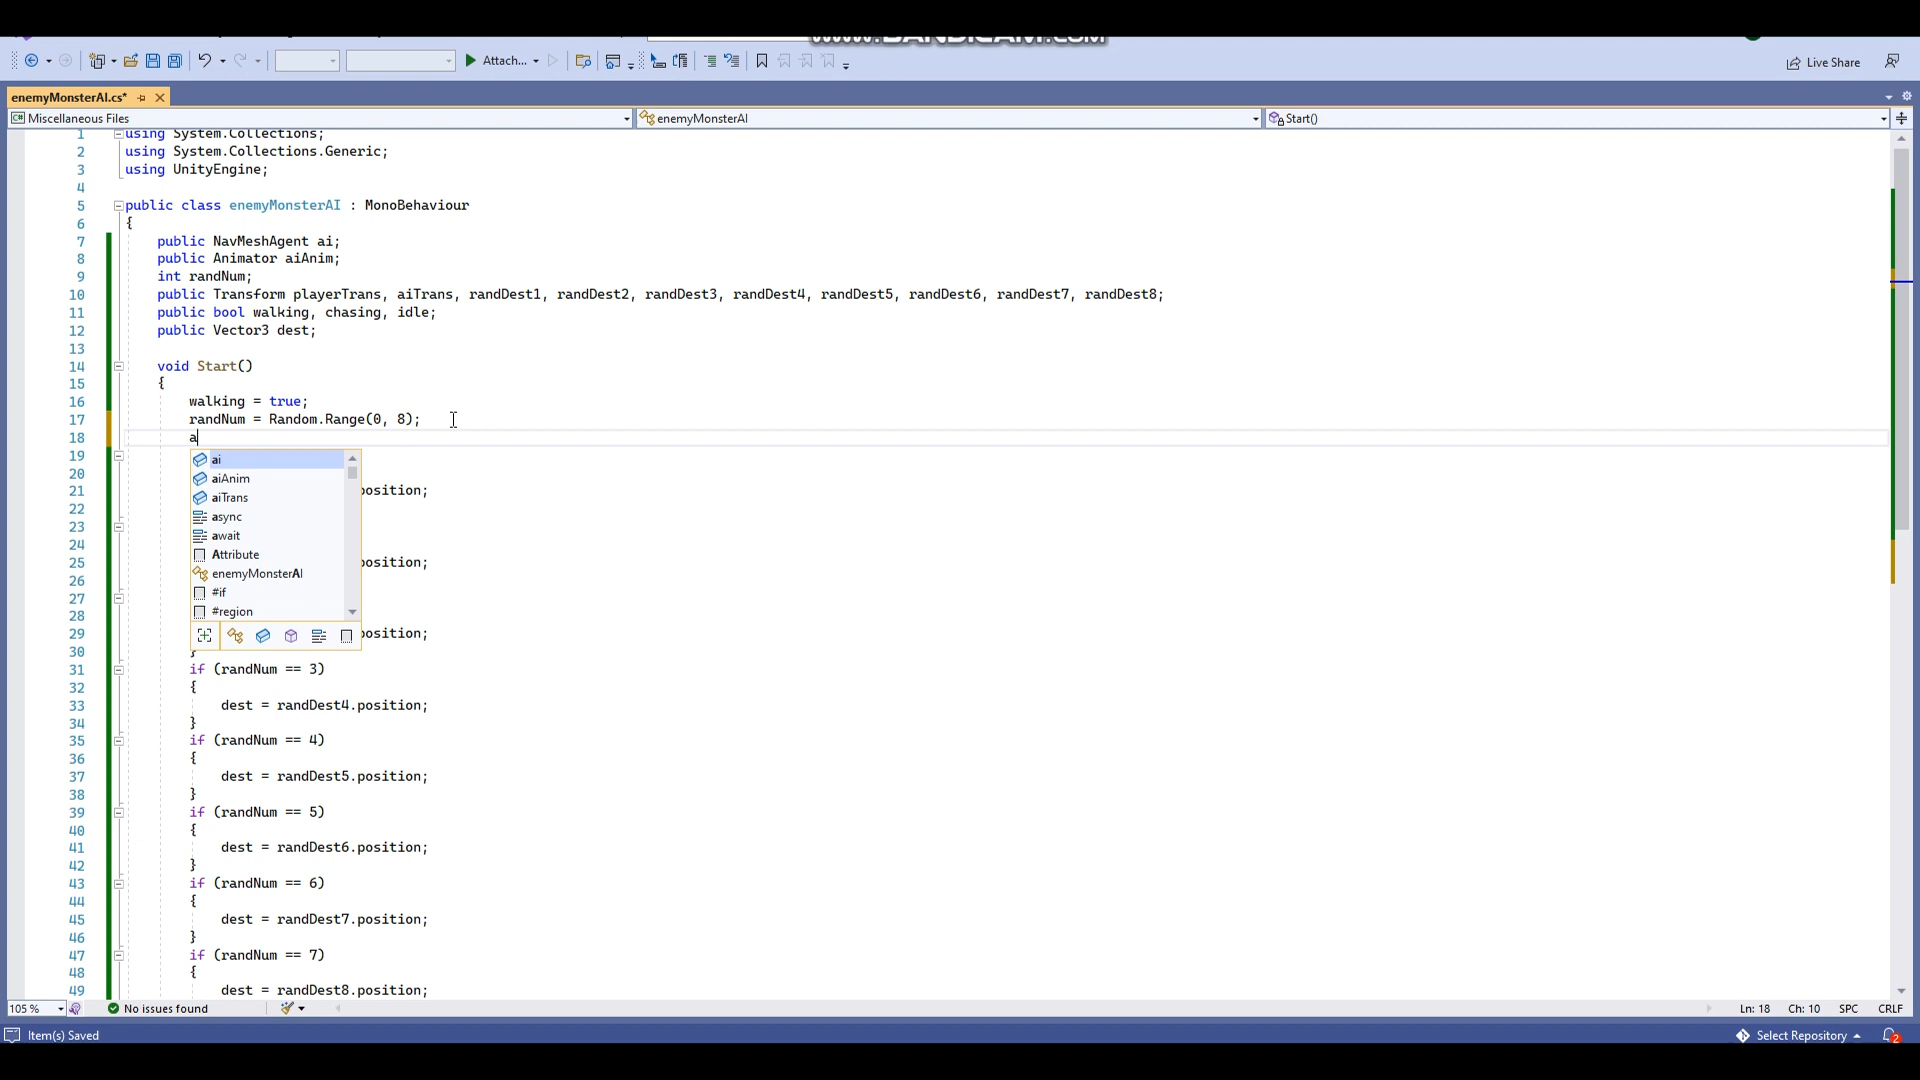 www.BANDICAM.com
Attach...
Live Share
enemyMonsterAI.cs*
Miscellaneous Files
enemyMonsterAI
Start()
1 using System.Collections;
2 using System.Collections.Generic;
3 using UnityEngine;
4
5 public class enemyMonsterAI : MonoBehaviour
6 {
7 public NavMeshAgent ai;
8 public Animator aiAnim;
9 int randNum;
10 public Transform playerTrans, aiTrans, randDest1, randDest2, randDest3, randDest4, randDest5, randDest6, randDest7, randDest8;
11 public bool walking, chasing, idle;
12 public Vector3 dest;
13
14 void Start()
15 {
16 walking = true;
17 randNum = Random.Range(0, 8);
18 a
19
ai
aiAnim
aiTrans
async
await
Attribute
enemyMonsterAI
#if
#region
20
21 position;
22
23
24
25 position;
26
27
28
29 position;
30 }
31 if (randNum == 3)
32 {
33 dest = randDest4.position;
34 }
35 if (randNum == 4)
36 {
37 dest = randDest5.position;
38 }
39 if (randNum == 5)
40 {
41 dest = randDest6.position;
42 }
43 if (randNum == 6)
44 {
45 dest = randDest7.position;
46 }
47 if (randNum == 7)
48 {
49 dest = randDest8.position;
105 %
No issues found
Ln: 18 Ch: 10 SPC CRLF
Item(s) Saved
Select Repository
2